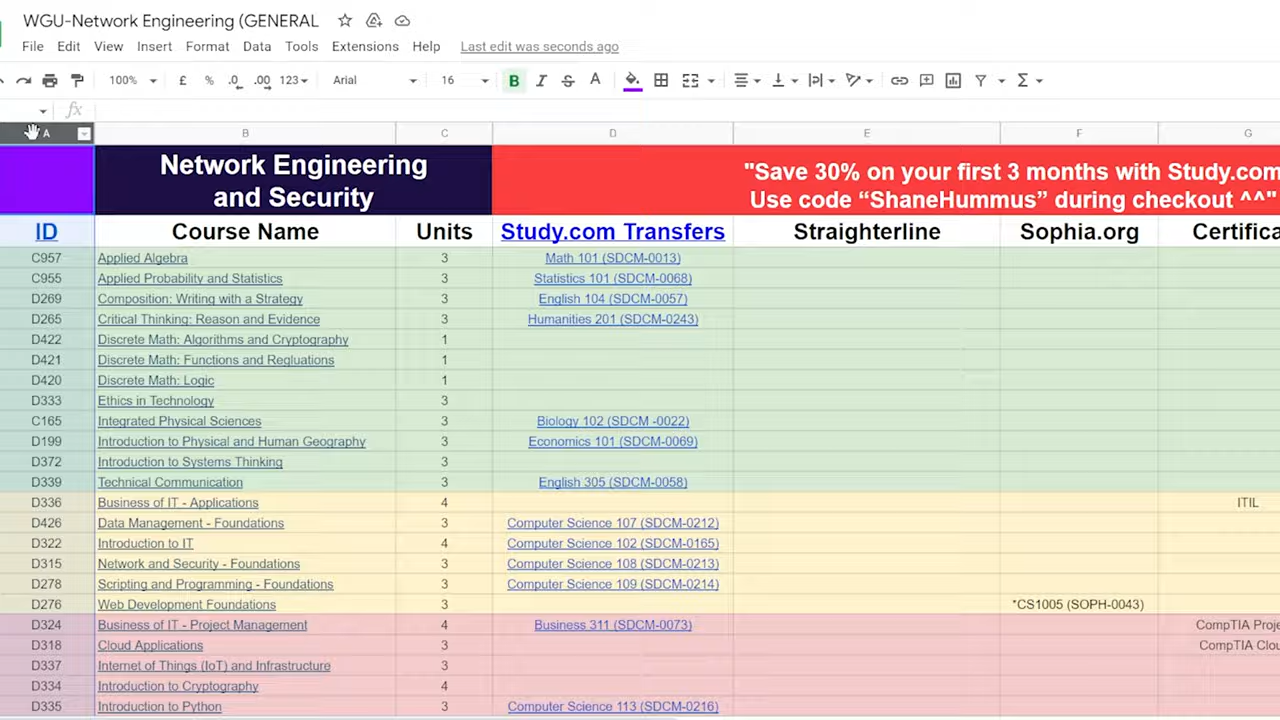 WGU-Network Engineering (GENERAL
File Edit View Insert Format Data Tools Extensions Help Last edit was seconds ago
100% £ % .0 .00 123 Arial 16 B I S A Σ
fx
A B C D E F G
Network Engineering
and Security
"Save 30% on your first 3 months with Study.com
Use code “ShaneHummus” during checkout ^^"
ID Course Name Units Study.com Transfers Straighterline Sophia.org Certifica
C957 Applied Algebra 3 Math 101 (SDCM-0013)
C955 Applied Probability and Statistics 3 Statistics 101 (SDCM-0068)
D269 Composition: Writing with a Strategy 3 English 104 (SDCM-0057)
D265 Critical Thinking: Reason and Evidence 3 Humanities 201 (SDCM-0243)
D422 Discrete Math: Algorithms and Cryptography 1
D421 Discrete Math: Functions and Regluations 1
D420 Discrete Math: Logic 1
D333 Ethics in Technology 3
C165 Integrated Physical Sciences 3 Biology 102 (SDCM -0022)
D199 Introduction to Physical and Human Geography 3 Economics 101 (SDCM-0069)
D372 Introduction to Systems Thinking 3
D339 Technical Communication 3 English 305 (SDCM-0058)
D336 Business of IT - Applications 4 ITIL
D426 Data Management - Foundations 3 Computer Science 107 (SDCM-0212)
D322 Introduction to IT 4 Computer Science 102 (SDCM-0165)
D315 Network and Security - Foundations 3 Computer Science 108 (SDCM-0213)
D278 Scripting and Programming - Foundations 3 Computer Science 109 (SDCM-0214)
D276 Web Development Foundations 3 *CS1005 (SOPH-0043)
D324 Business of IT - Project Management 4 Business 311 (SDCM-0073) CompTIA Proje
D318 Cloud Applications 3 CompTIA Clou
D337 Internet of Things (IoT) and Infrastructure 3
D334 Introduction to Cryptography 4
D335 Introduction to Python 3 Computer Science 113 (SDCM-0216)